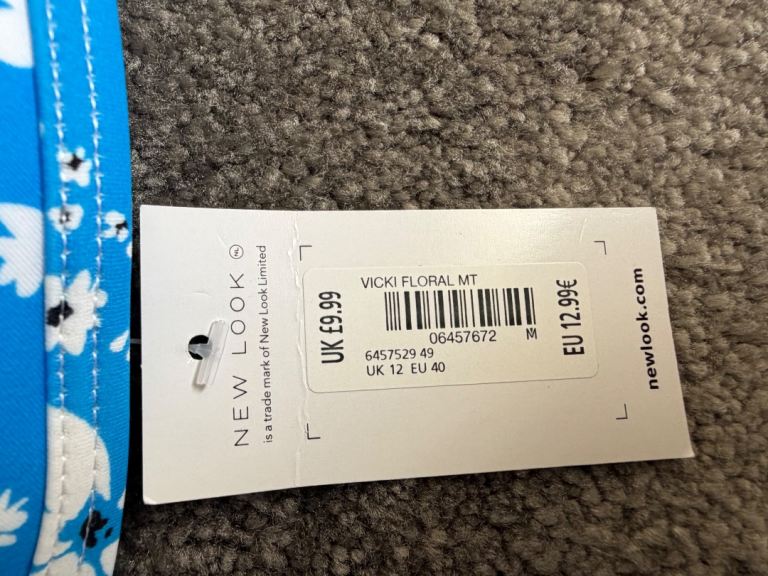 NEW LOOK NL
is a trade mark of New Look Limited
UK £9.99
VICKI FLORAL MT
06457672 M
6457529 49
UK 12 EU 40
EU 12.99€
newlook.com